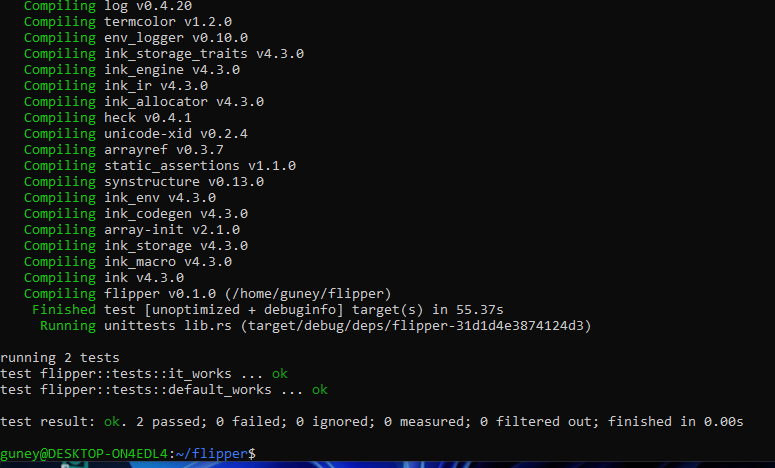 Compiling log v0.4.20
Compiling termcolor v1.2.0
Compiling env_logger v0.10.0
Compiling ink_storage_traits v4.3.0
Compiling ink_engine v4.3.0
Compiling ink_ir v4.3.0
Compiling ink_allocator v4.3.0
Compiling heck v0.4.1
Compiling unicode-xid v0.2.4
Compiling arrayref v0.3.7
Compiling static_assertions v1.1.0
Compiling synstructure v0.13.0
Compiling ink_env v4.3.0
Compiling ink_codegen v4.3.0
Compiling array-init v2.1.0
Compiling ink_storage v4.3.0
Compiling ink_macro v4.3.0
Compiling ink v4.3.0
Compiling flipper v0.1.0 (/home/guney/flipper)
Finished test [unoptimized + debuginfo] target(s) in 55.37s
Running unittests lib.rs (target/debug/deps/flipper-31d1d4e3874124d3)
running 2 tests
test flipper::tests::it_works ... ok
test flipper::tests::default_works ... ok
test result: ok. 2 passed; 0 failed; 0 ignored; 0 measured; 0 filtered out; finished in 0.00s
guney@DESKTOP-ON4EDL4:~/flipper$